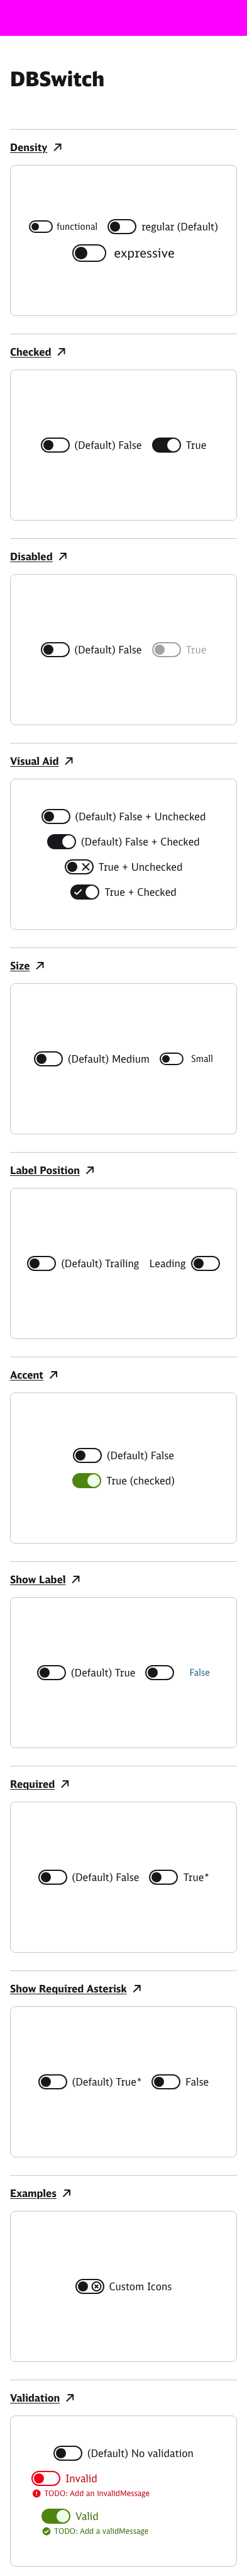 DBSwitch
Density
functional regular (Default)
expressive
Checked
(Default) False True
Disabled
(Default) False True
Visual Aid
(Default) False + Unchecked
(Default) False + Checked
True + Unchecked
True + Checked
Size
(Default) Medium Small
Label Position
(Default) Trailing Leading
Accent
(Default) False
True (checked)
Show Label
(Default) True False
Required
(Default) False True*
Show Required Asterisk
(Default) True* False
Examples
Custom Icons
Validation
(Default) No validation
Invalid
TODO: Add an invalidMessage
Valid
TODO: Add a validMessage